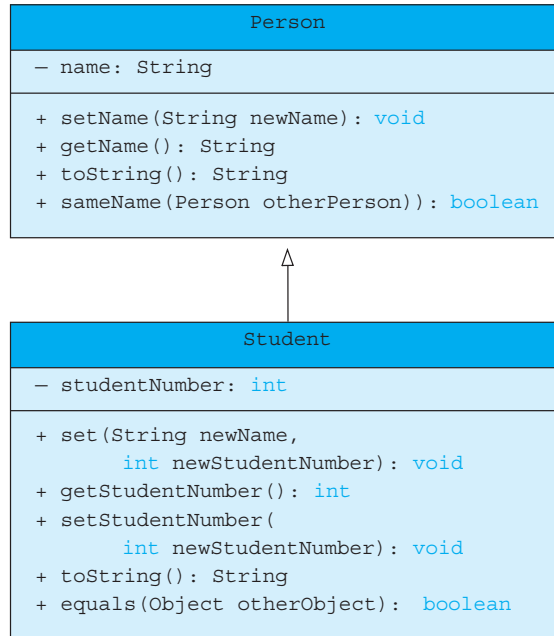 Person
− name: String
+ setName(String newName): void
+ getName(): String
+ toString(): String
+ sameName(Person otherPerson)): boolean
Student
− studentNumber: int
+ set(String newName,
int newStudentNumber): void
+ getStudentNumber(): int
+ setStudentNumber(
int newStudentNumber): void
+ toString(): String
+ equals(Object otherObject): boolean